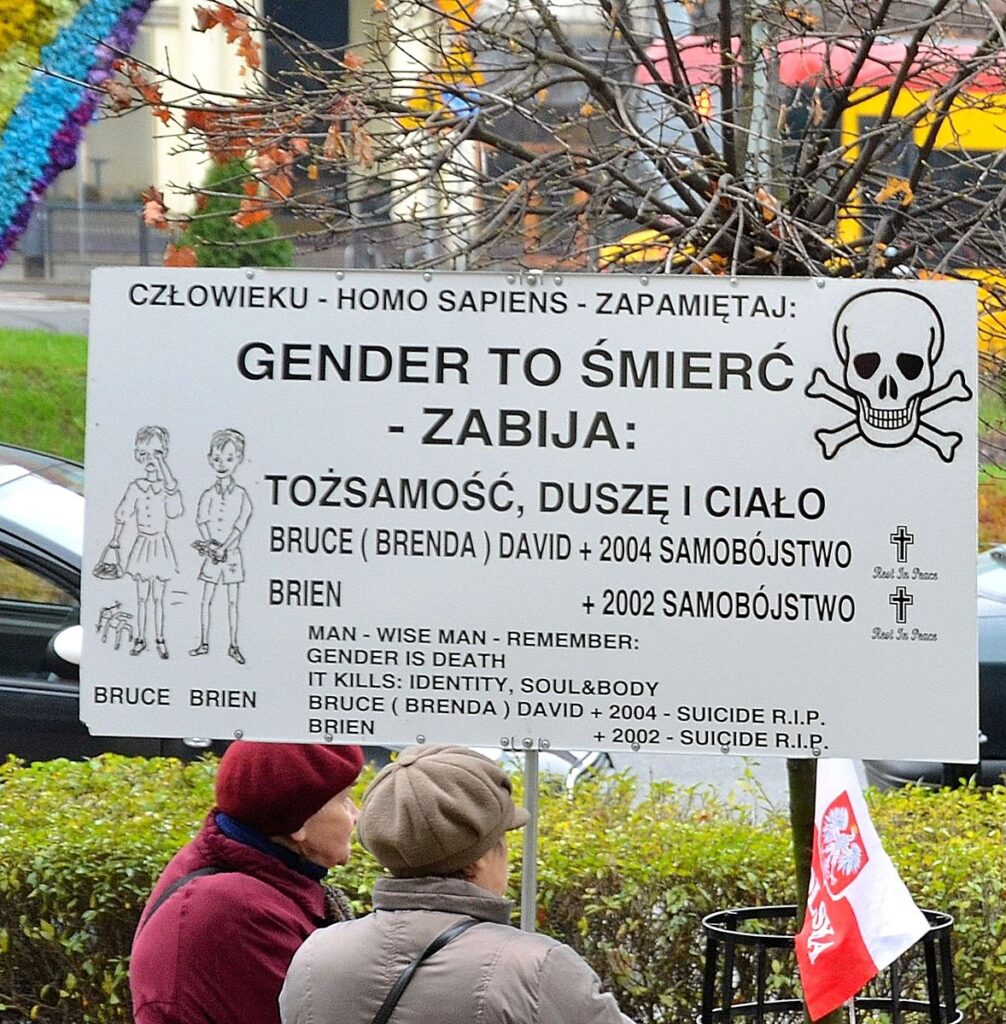 CZŁOWIEKU - HOMO SAPIENS - ZAPAMIĘTAJ:
GENDER TO ŚMIERĆ
- ZABIJA:
TOŻSAMOŚĆ, DUSZĘ I CIAŁO
BRUCE ( BRENDA ) DAVID + 2004 SAMOBÓJSTWO
Rest In Peace
BRIEN + 2002 SAMOBÓJSTWO
Rest In Peace
MAN - WISE MAN - REMEMBER:
GENDER IS DEATH
IT KILLS: IDENTITY, SOUL&BODY
BRUCE ( BRENDA ) DAVID + 2004 - SUICIDE R.I.P.
BRIEN + 2002 - SUICIDE R.I.P.
BRUCE BRIEN